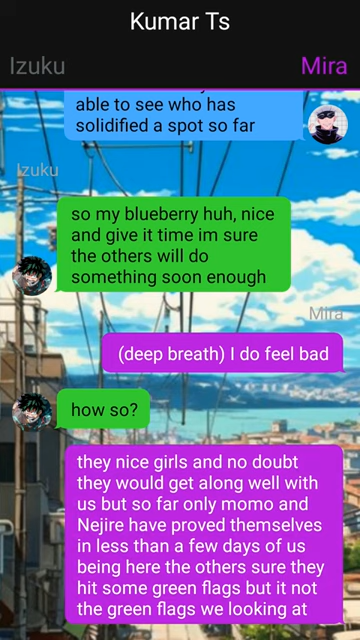 Kumar Ts
Izuku
Mira
able to see who has
solidified a spot so far
Izuku
so my blueberry huh, nice
and give it time im sure
the others will do
something soon enough
Mira
(deep breath) I do feel bad
how so?
they nice girls and no doubt
they would get along well with
us but so far only momo and
Nejire have proved themselves
in less than a few days of us
being here the others sure they
hit some green flags but it not
the green flags we looking at